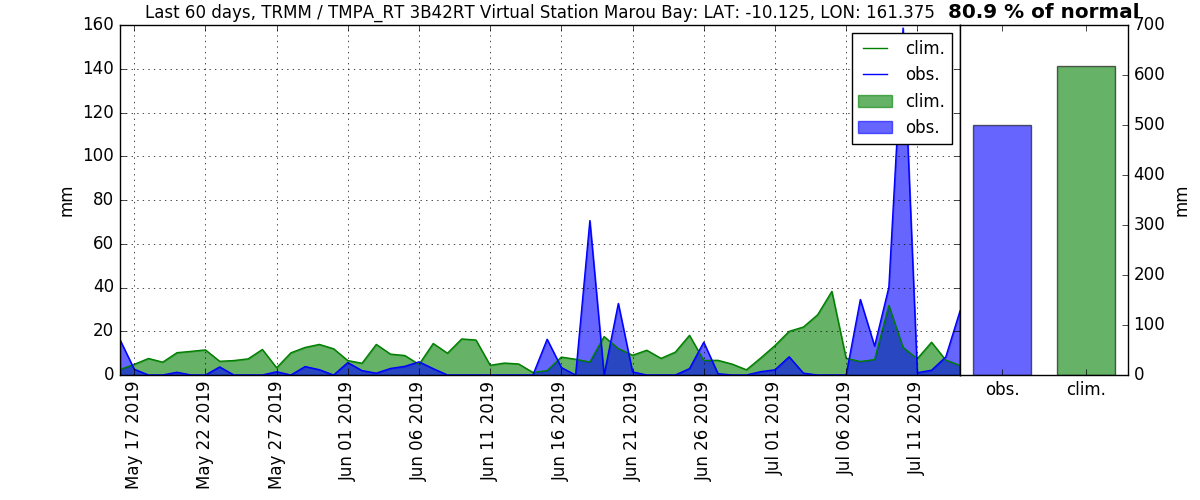 Last 60 days, TRMM / TMPA_RT 3B42RT Virtual Station Marou Bay: LAT: -10.125, LON: 161.375 80.9 % of normal
160
140
120
100
80
60
40
20
0
mm
clim.
obs.
clim.
obs.
700
600
500
400
300
200
100
0
mm
May 17 2019
May 22 2019
May 27 2019
Jun 01 2019
Jun 06 2019
Jun 11 2019
Jun 16 2019
Jun 21 2019
Jun 26 2019
Jul 01 2019
Jul 06 2019
Jul 11 2019
obs.
clim.